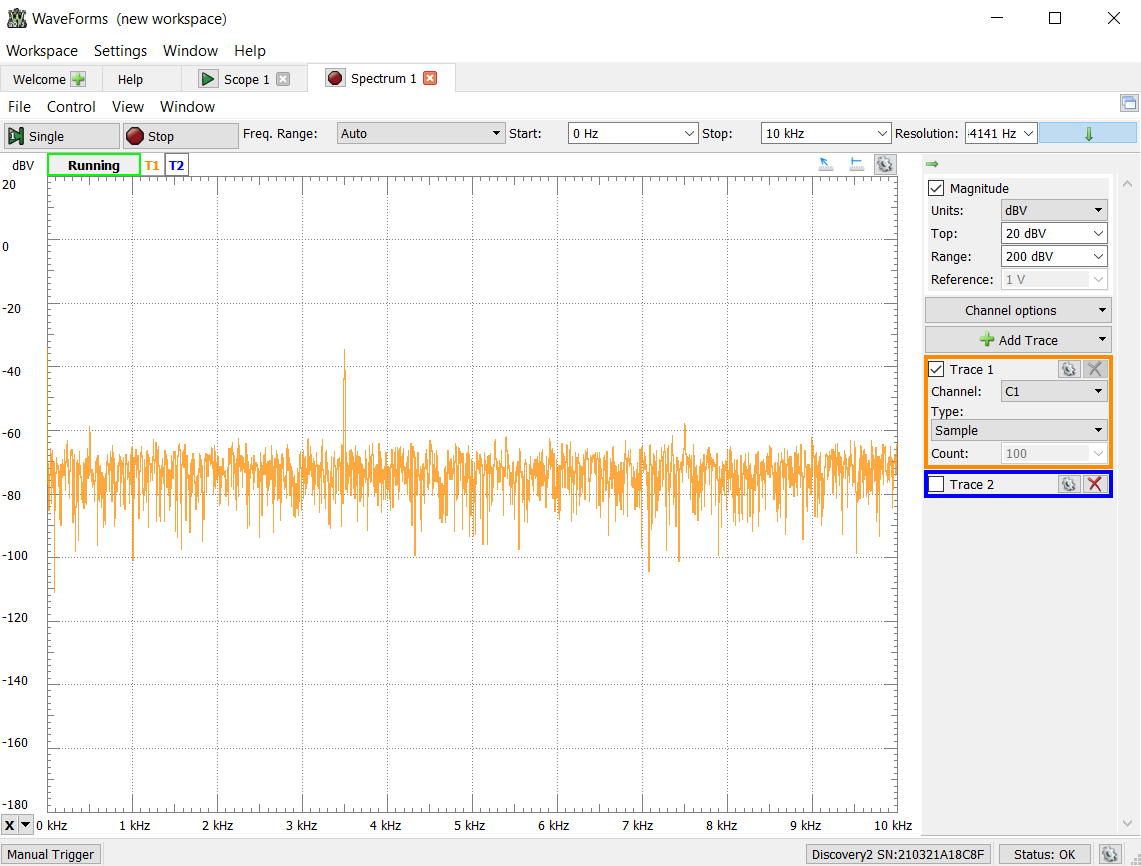 WaveForms (new workspace)
Workspace Settings Window Help
Welcome Help Scope 1 Spectrum 1
File Control View Window
Single Stop Freq. Range: Auto Start: 0 Hz Stop: 10 kHz Resolution: 4141 Hz
dBV Running T1 T2
20
0
-20
-40
-60
-80
-100
-120
-140
-160
-180
X 0 kHz 1 kHz 2 kHz 3 kHz 4 kHz 5 kHz 6 kHz 7 kHz 8 kHz 9 kHz 10 kHz
Magnitude
Units: dBV
Top: 20 dBV
Range: 200 dBV
Reference: 1 V
Channel options
Add Trace
Trace 1
Channel: C1
Type:
Sample
Count: 100
Trace 2
Manual Trigger Discovery2 SN:210321A18C8F Status: OK